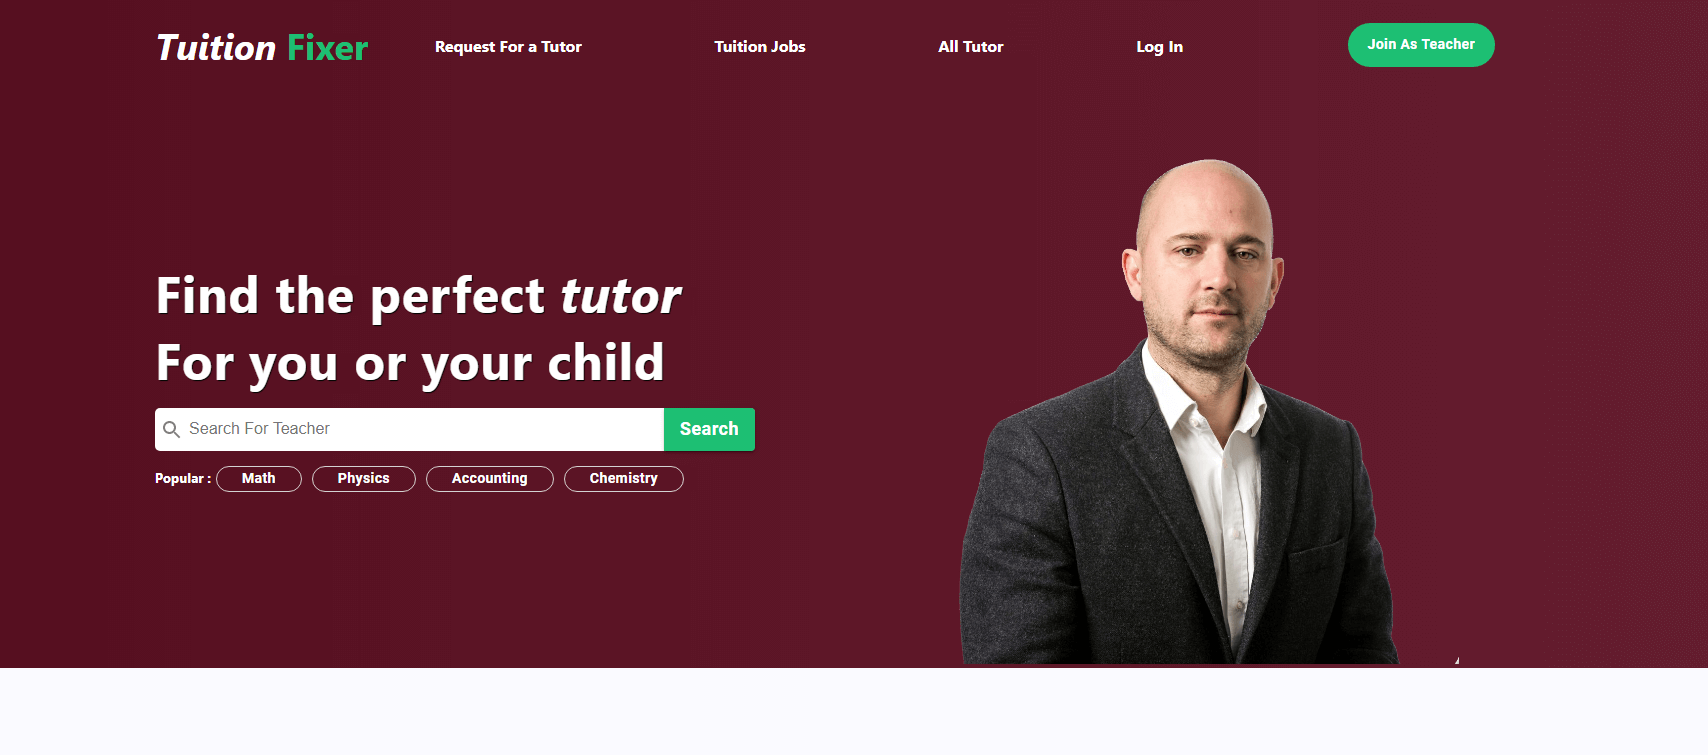 Tuition Fixer
Request For a Tutor
Tuition Jobs
All Tutor
Log In
Join As Teacher
Find the perfect tutor
For you or your child
Search For Teacher
Search
Popular : Math Physics Accounting Chemistry